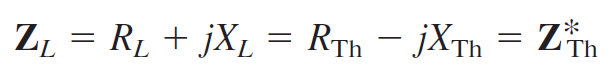 Z_L = R_L + jX_L = R_Th − jX_Th = Z*_Th